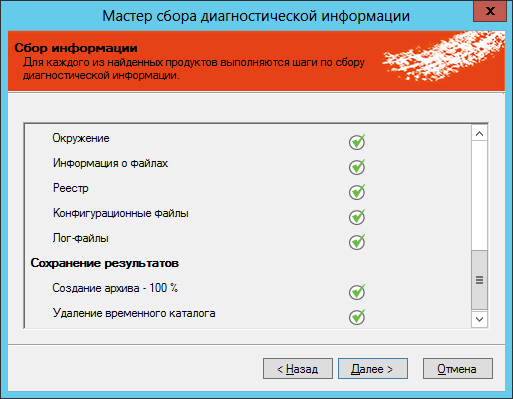 Мастер сбора диагностической информации
x
Сбор информации
Для каждого из найденных продуктов выполняются шаги по сбору
диагностической информации.
Окружение
Информация о файлах
Реестр
Конфигурационные файлы
Лог-файлы
Сохранение результатов
Создание архива - 100 %
Удаление временного каталога
< Назад
Далее >
Отмена